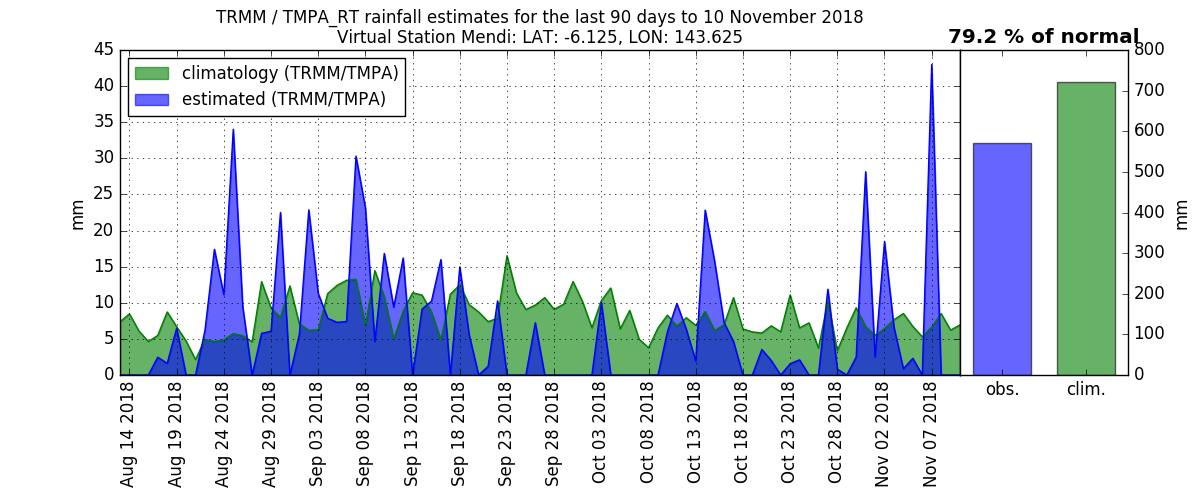 TRMM / TMPA_RT rainfall estimates for the last 90 days to 10 November 2018
Virtual Station Mendi: LAT: -6.125, LON: 143.625
79.2 % of normal
climatology (TRMM/TMPA)
estimated (TRMM/TMPA)
45
40
35
30
25
20
15
10
5
0
mm
Aug 14 2018
Aug 19 2018
Aug 24 2018
Aug 29 2018
Sep 03 2018
Sep 08 2018
Sep 13 2018
Sep 18 2018
Sep 23 2018
Sep 28 2018
Oct 03 2018
Oct 08 2018
Oct 13 2018
Oct 18 2018
Oct 23 2018
Oct 28 2018
Nov 02 2018
Nov 07 2018
obs.
clim.
800
700
600
500
400
300
200
100
0
mm